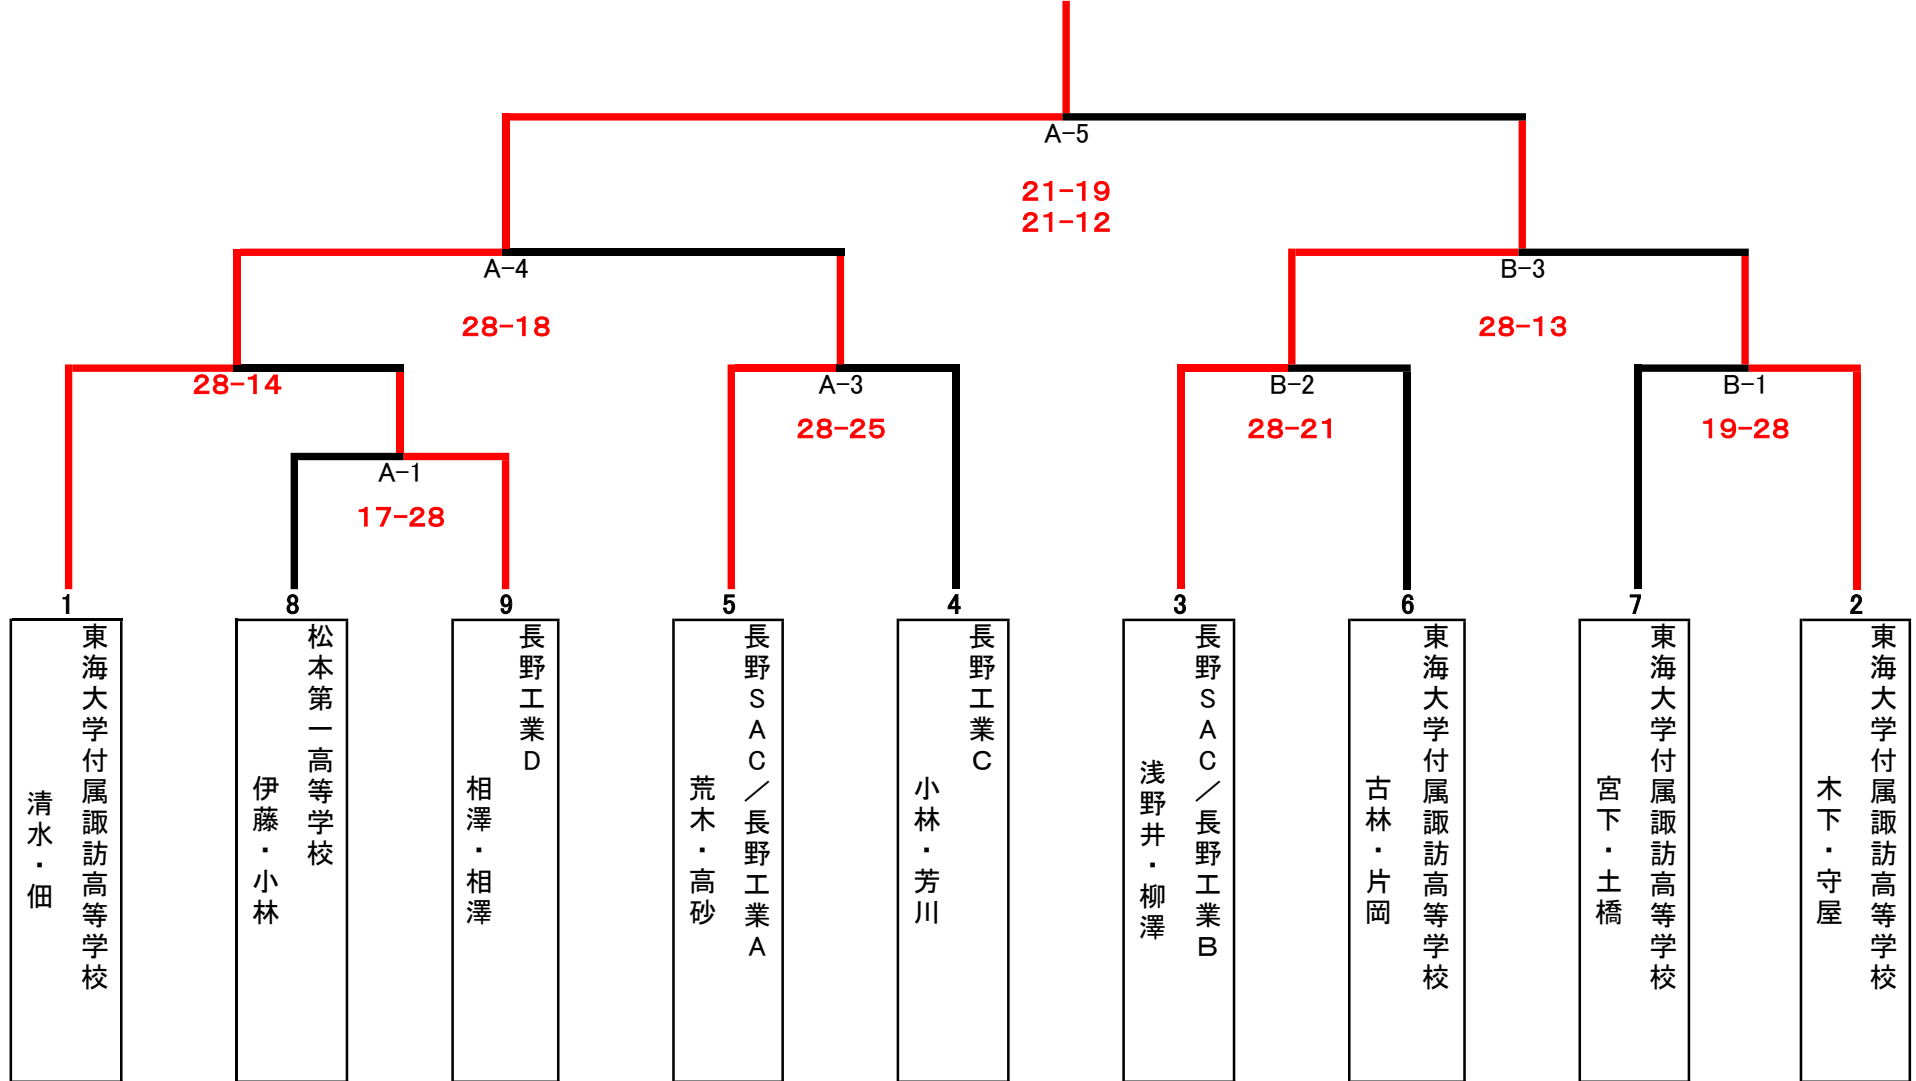 A-5
21-19
21-12
A-4
B-3
28-18
28-13
28-14
A-3
B-2
B-1
28-25
28-21
19-28
A-1
17-28
1
8
9
5
4
3
6
7
2
東海大学付属諏訪高等学校
清水・佃
松本第一高等学校
伊藤・小林
長野工業D
相澤・相澤
長野SAC／長野工業A
荒木・高砂
長野工業C
小林・芳川
長野SAC／長野工業B
浅野井・柳澤
東海大学付属諏訪高等学校
古林・片岡
東海大学付属諏訪高等学校
宮下・土橋
東海大学付属諏訪高等学校
木下・守屋